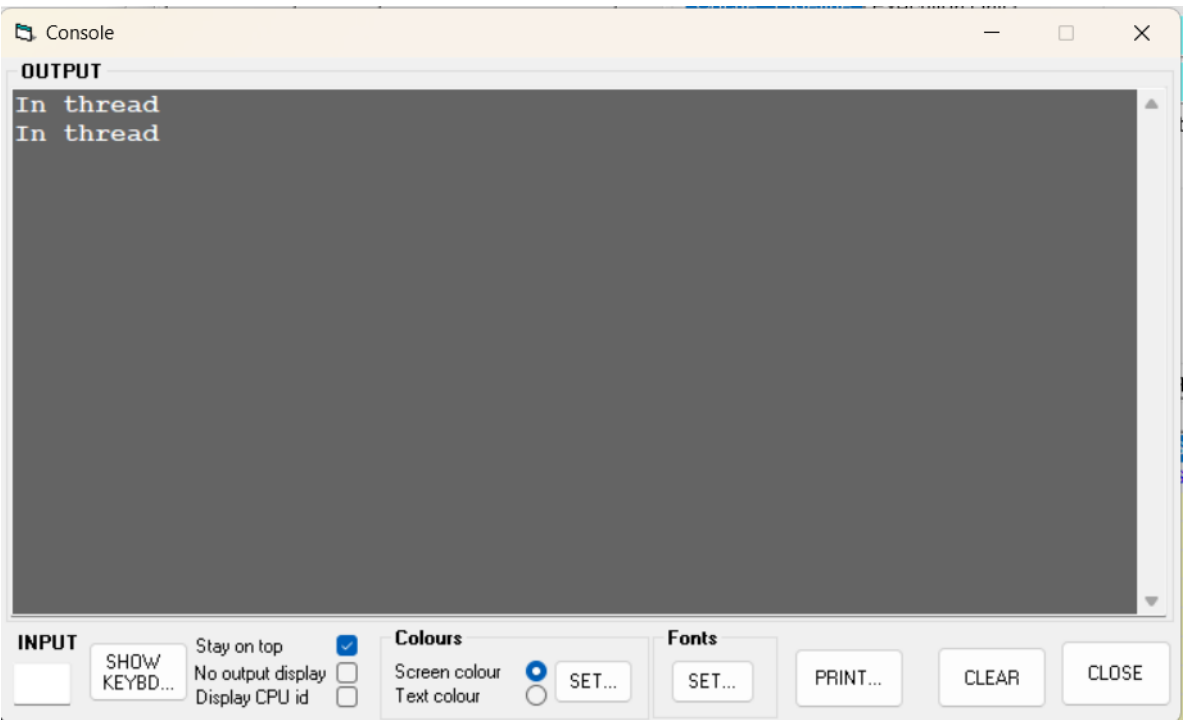 Console
OUTPUT
In thread
In thread
INPUT
SHOW
KEYBD...
Stay on top
No output display
Display CPU id
Colours
Screen colour
Text colour
SET...
Fonts
SET...
PRINT...
CLEAR
CLOSE